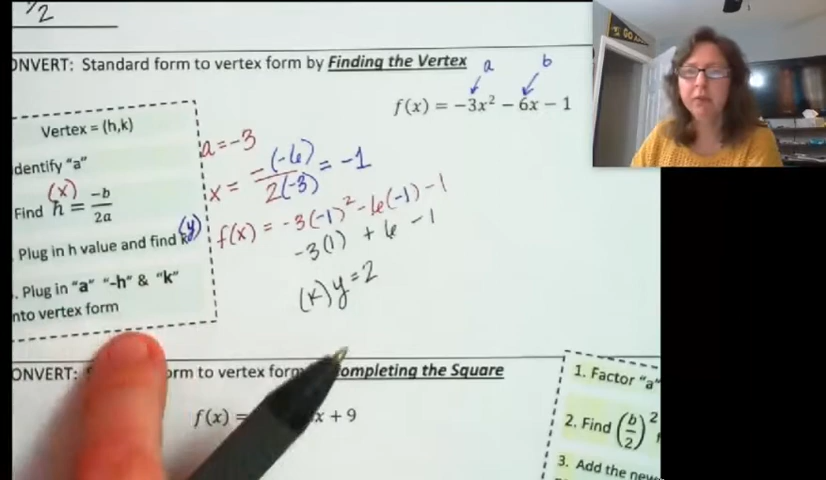 1/2
ONVERT: Standard form to vertex form by Finding the Vertex
a b
f(x) = −3x² − 6x − 1
Vertex = (h,k)
dentify "a"
(x)
Find h = -b/2a
(y)
. Plug in h value and find k
. Plug in "a" "-h" & "k"
nto vertex form
a = -3
x = -(-6)/2(-3) = -1
f(x) = -3(-1)² - 6(-1) - 1
-3(1) + 6 - 1
(k) y = 2
ONVERT: orm to vertex form ompleting the Square
f(x) = x + 9
1. Factor "a"
2. Find (b/2)²
3. Add the new